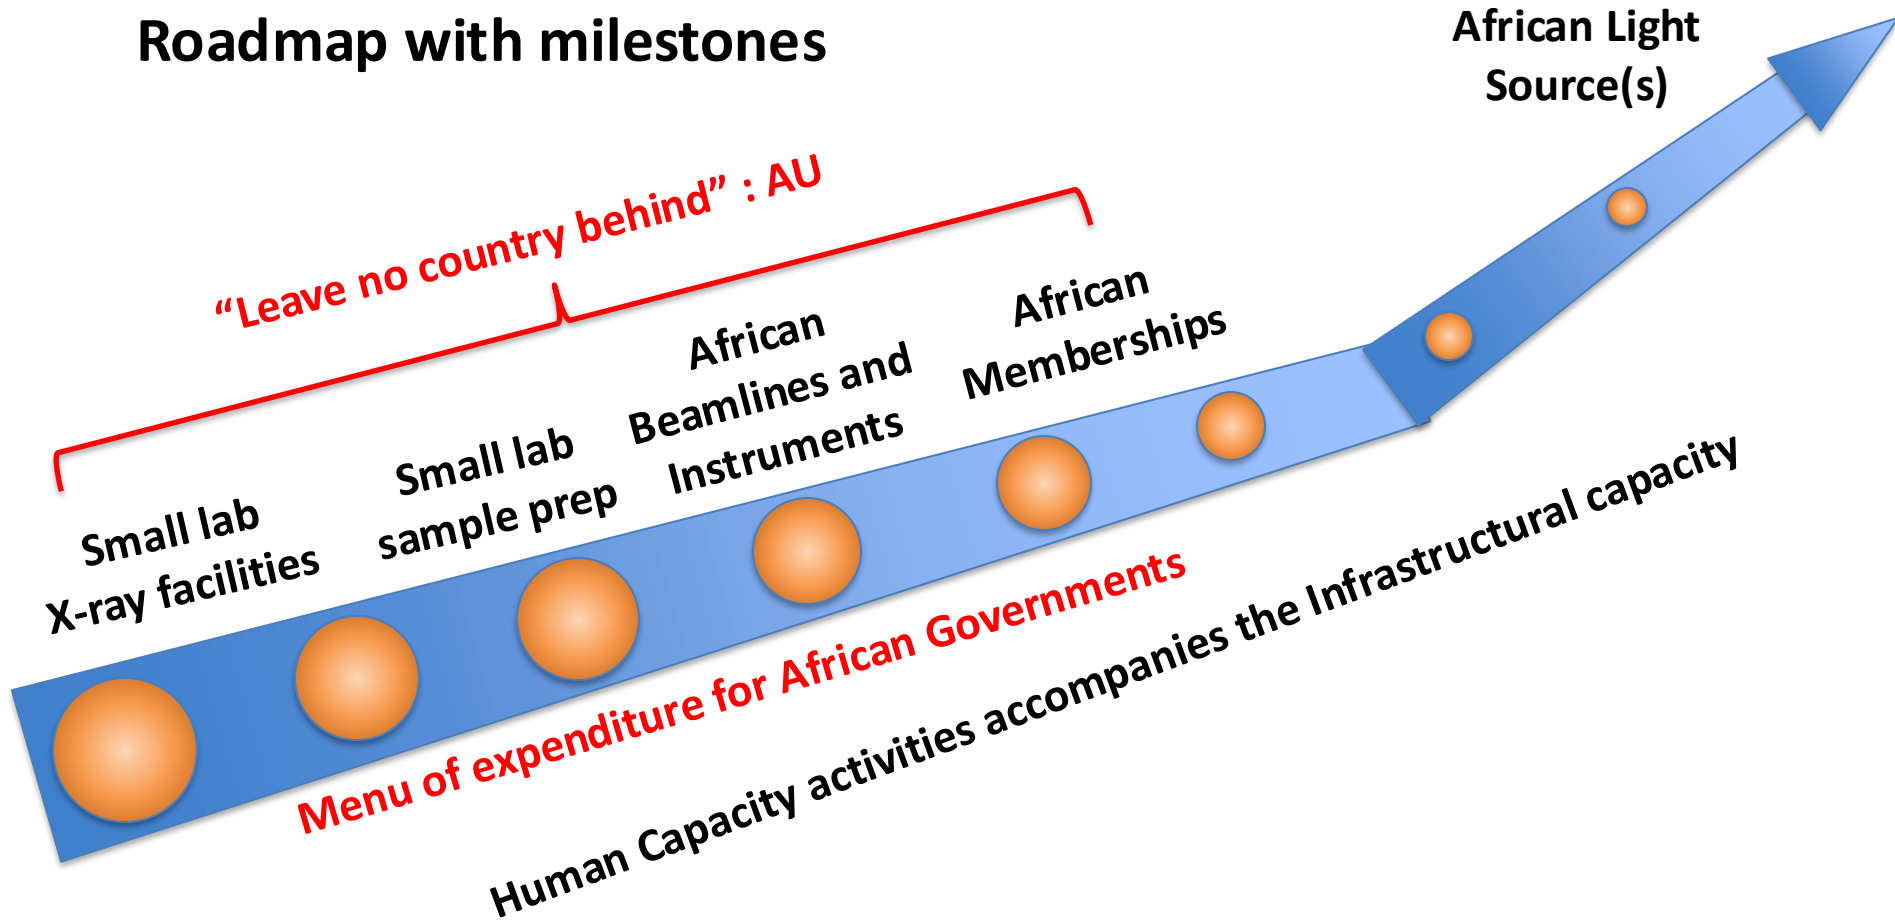 Roadmap with milestones
African Light
Source(s)
“Leave no country behind” : AU
Small lab
X-ray facilities
Small lab
sample prep
African
Beamlines and
Instruments
African
Memberships
Menu of expenditure for African Governments
Human Capacity activities accompanies the Infrastructural capacity